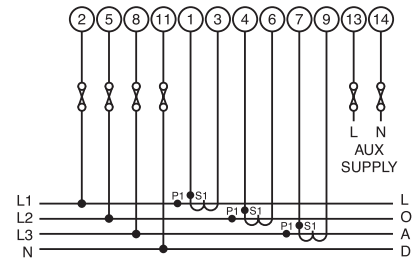 2 5 8 11 1 3 4 6 7 9 13 14
L N
AUX
SUPPLY
L1 P1 S1 L
L2 P1 S1 O
L3 P1 S1 A
N D